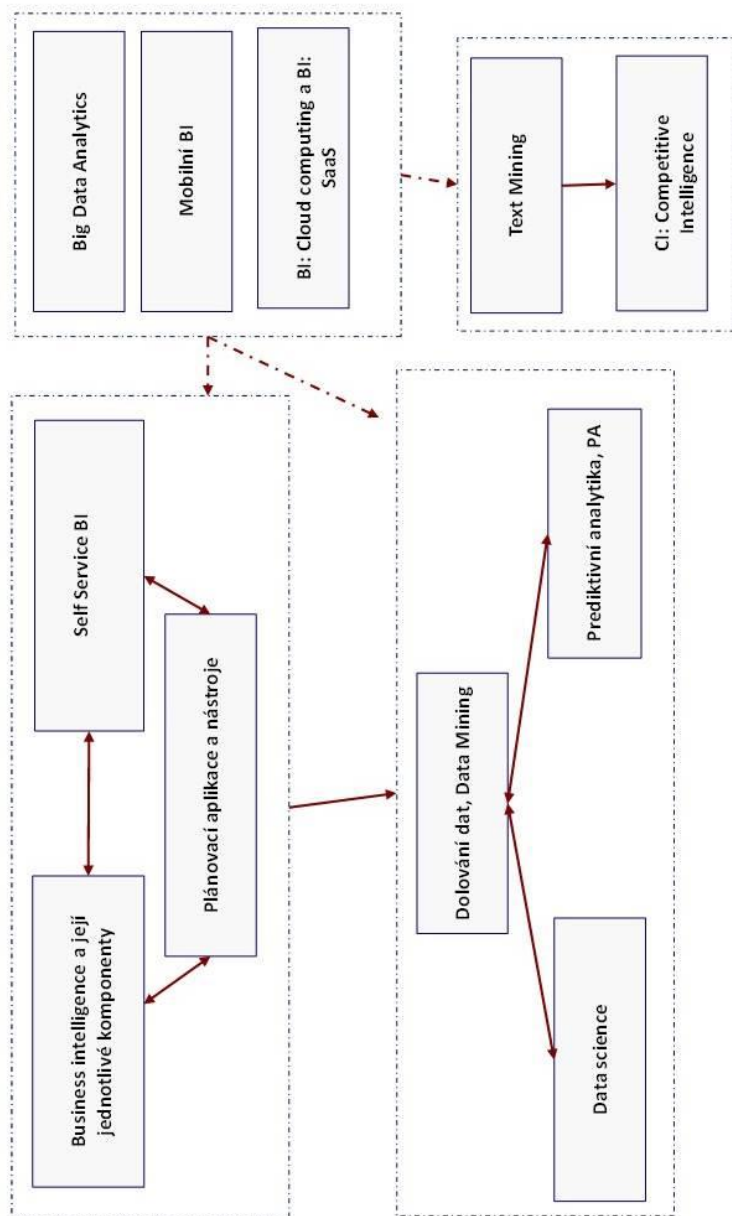 Business intelligence a její
jednotlivé komponenty
Self Service BI
Plánovací aplikace a nástroje
Big Data Analytics
Mobilní BI
BI: Cloud computing a BI:
SaaS
Dolování dat, Data Mining
Data science
Prediktivní analytika, PA
Text Mining
CI: Competitive
Intelligence